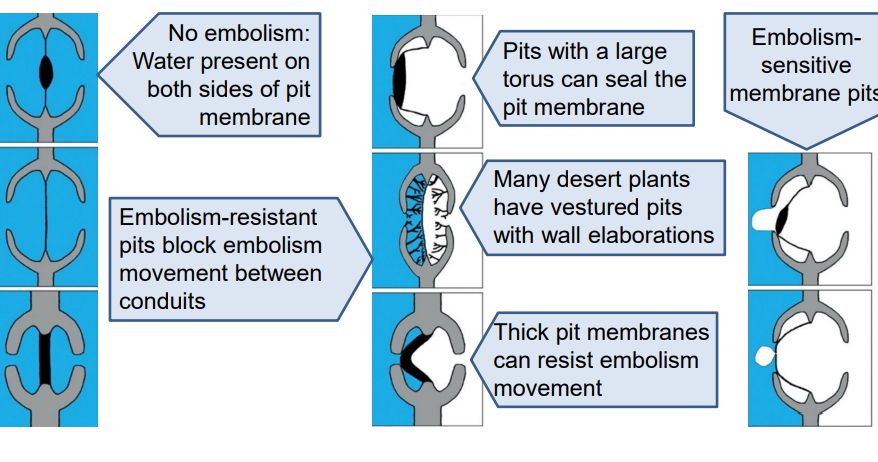 No embolism:
Water present on
both sides of pit
membrane
Embolism-resistant
pits block embolism
movement between
conduits
Pits with a large
torus can seal the
pit membrane
Many desert plants
have vestured pits
with wall elaborations
Thick pit membranes
can resist embolism
movement
Embolism-
sensitive
membrane pits